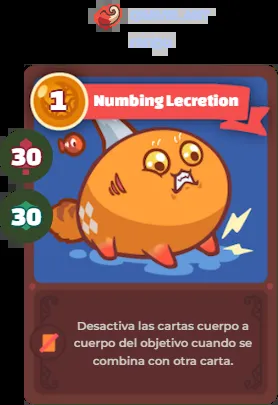 1
Numbing Lecretion
30
30
Desactiva las cartas cuerpo a
cuerpo del objetivo cuando se
combina con otra carta.